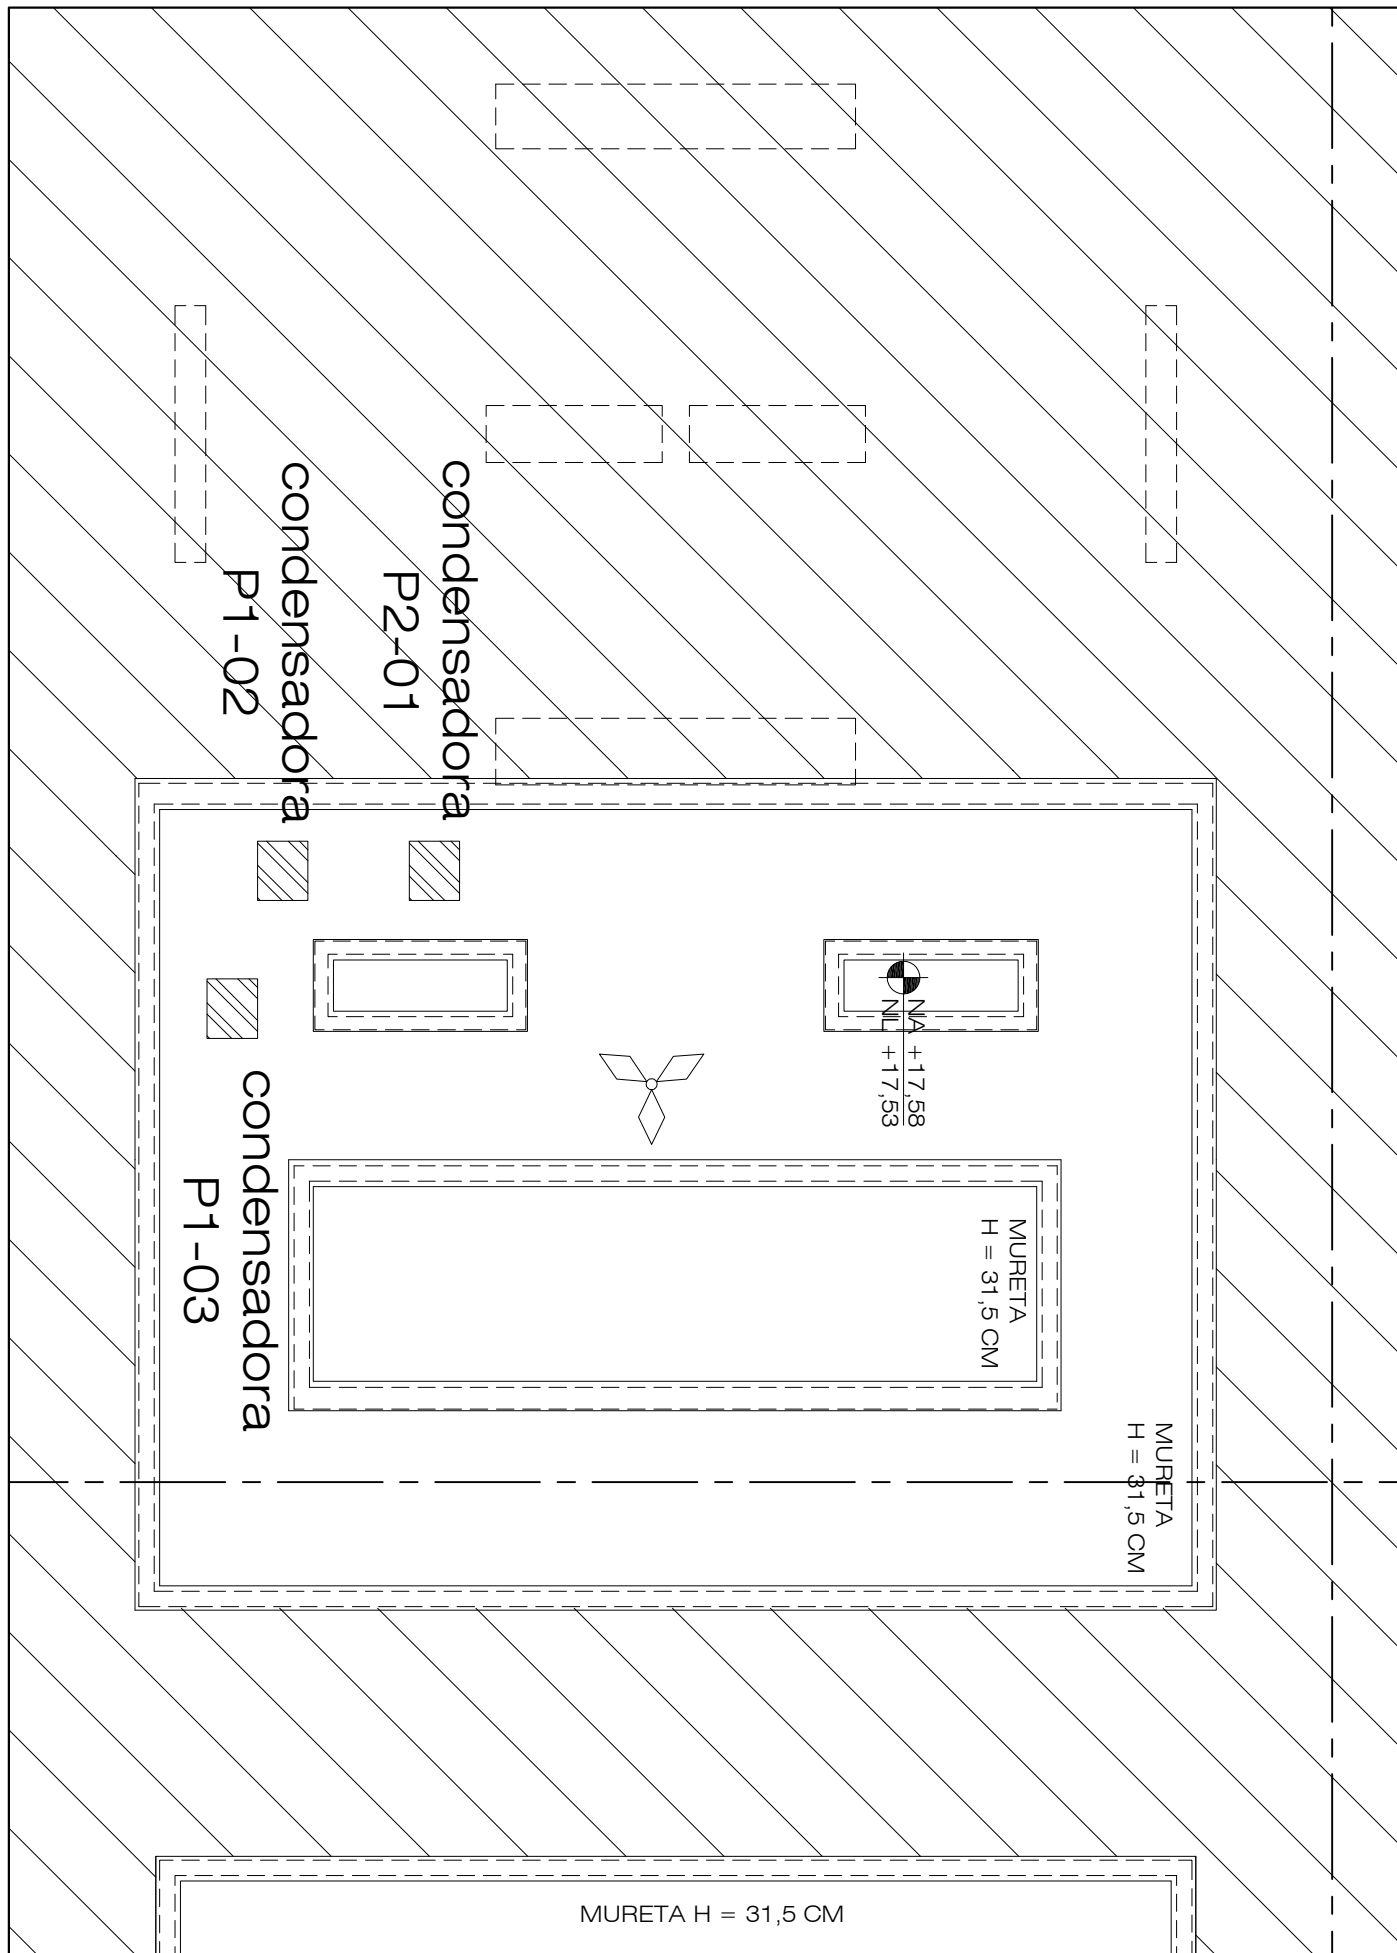 condensadora
P2-01
condensadora
P1-02
NA +17,58
NL +17,53
condensadora
P1-03
MURETA
H = 31,5 CM
MURETA
H = 31,5 CM
MURETA H = 31,5 CM